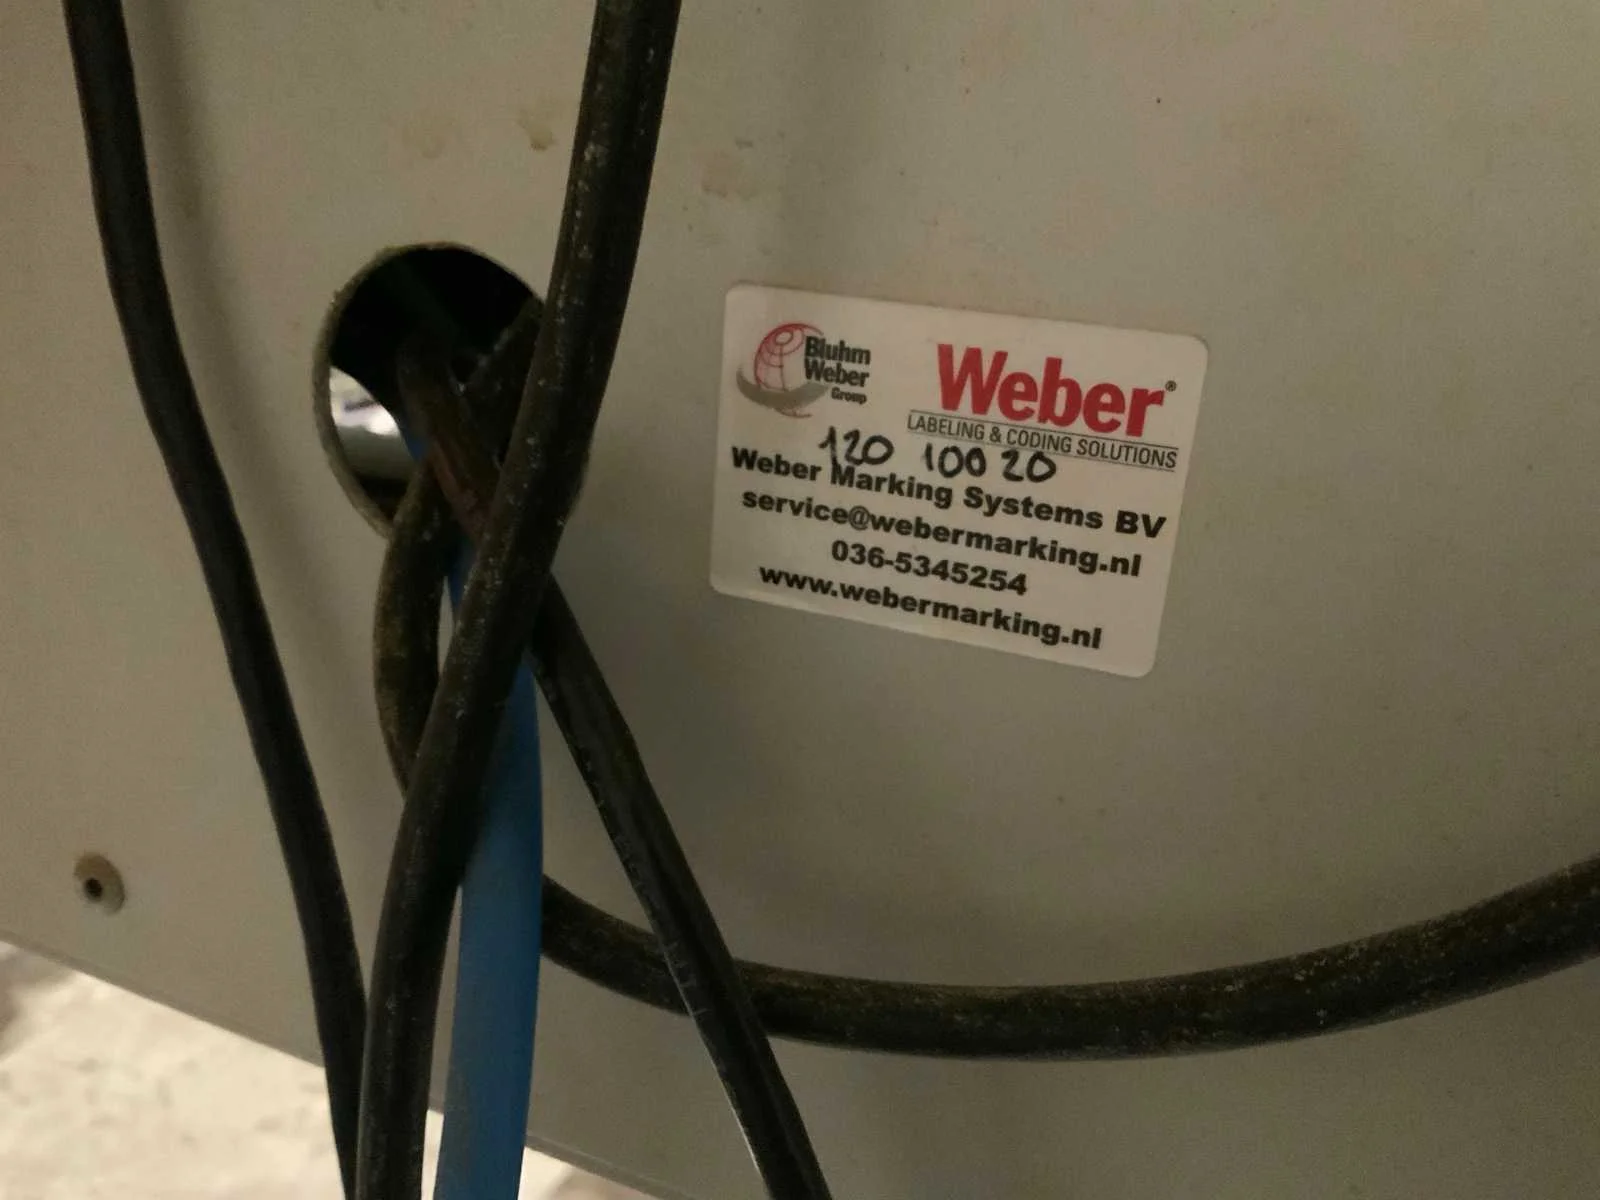 Bluhm
Weber
Group
Weber®
LABELING & CODING SOLUTIONS
120 100 20
Weber Marking Systems BV
service@webermarking.nl
036-5345254
www.webermarking.nl